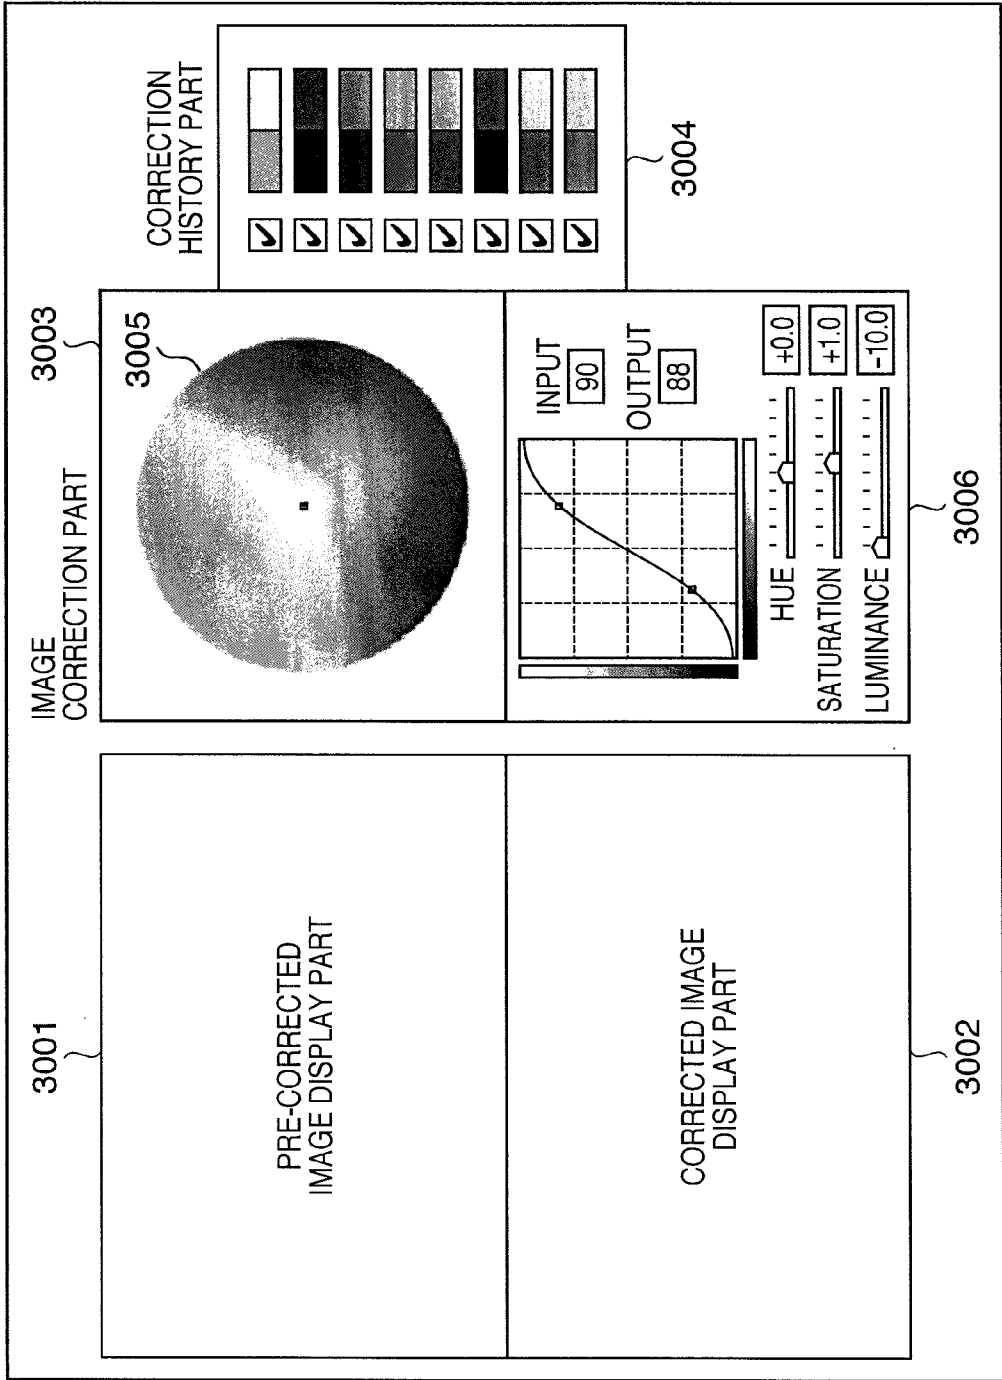 3001
PRE-CORRECTED
IMAGE DISPLAY PART
CORRECTED IMAGE
DISPLAY PART
3002
IMAGE
CORRECTION PART
3003
3005
INPUT
90
OUTPUT
88
HUE
+0.0
SATURATION
+1.0
LUMINANCE
-10.0
3006
CORRECTION
HISTORY PART
3004